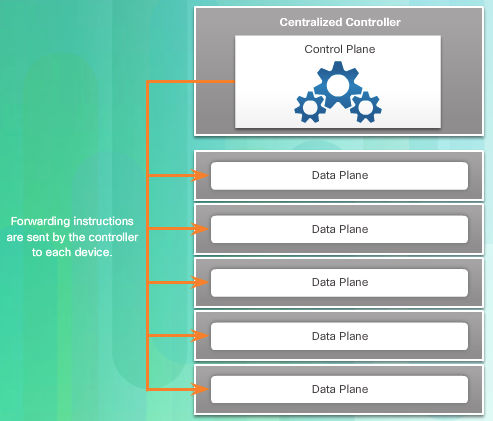 Centralized Controller
Control Plane
Data Plane
Data Plane
Forwarding instructions
are sent by the controller
to each device.
Data Plane
Data Plane
Data Plane